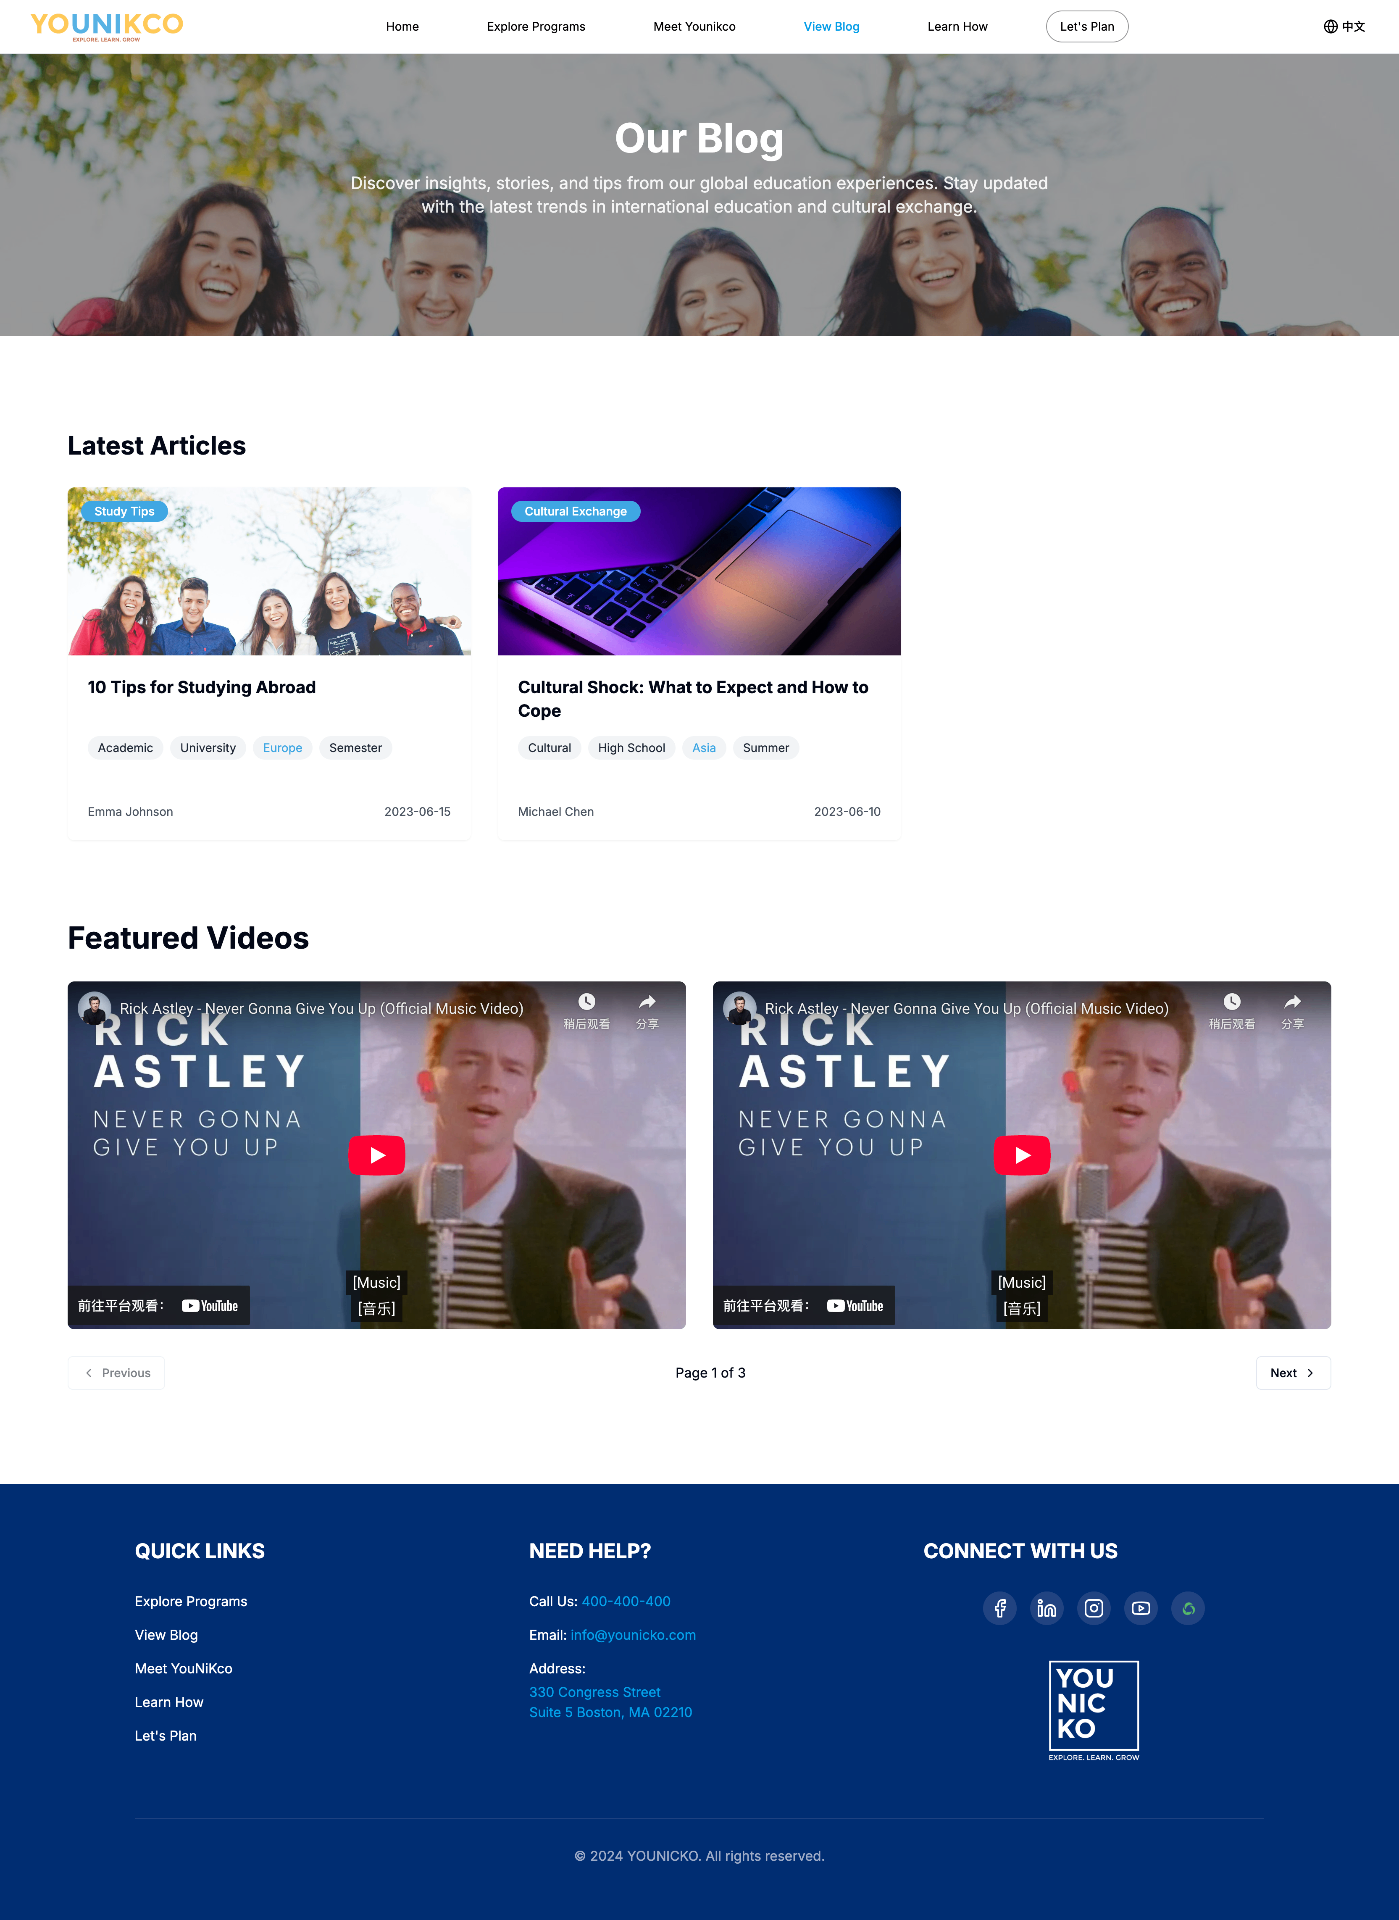 YOUNIKCO
EXPLORE. LEARN. GROW
Home
Explore Programs
Meet Younikco
View Blog
Learn How
Let's Plan
中文
Our Blog
Discover insights, stories, and tips from our global education experiences. Stay updated
with the latest trends in international education and cultural exchange.
Latest Articles
Study Tips
10 Tips for Studying Abroad
Academic
University
Europe
Semester
Emma Johnson
2023-06-15
Cultural Exchange
Cultural Shock: What to Expect and How to
Cope
Cultural
High School
Asia
Summer
Michael Chen
2023-06-10
Featured Videos
Rick Astley - Never Gonna Give You Up (Official Music Video)
稍后观看
分享
RICK
ASTLEY
NEVER GONNA
GIVE YOU UP
[Music]
[音乐]
前往平台观看：
YouTube
Rick Astley - Never Gonna Give You Up (Official Music Video)
稍后观看
分享
RICK
ASTLEY
NEVER GONNA
GIVE YOU UP
[Music]
[音乐]
前往平台观看：
YouTube
Previous
Page 1 of 3
Next
QUICK LINKS
Explore Programs
View Blog
Meet YouNiKco
Learn How
Let's Plan
NEED HELP?
Call Us: 400-400-400
Email: info@younicko.com
Address:
330 Congress Street
Suite 5 Boston, MA 02210
CONNECT WITH US
YOU
NIC
KO
EXPLORE. LEARN. GROW
© 2024 YOUNICKO. All rights reserved.